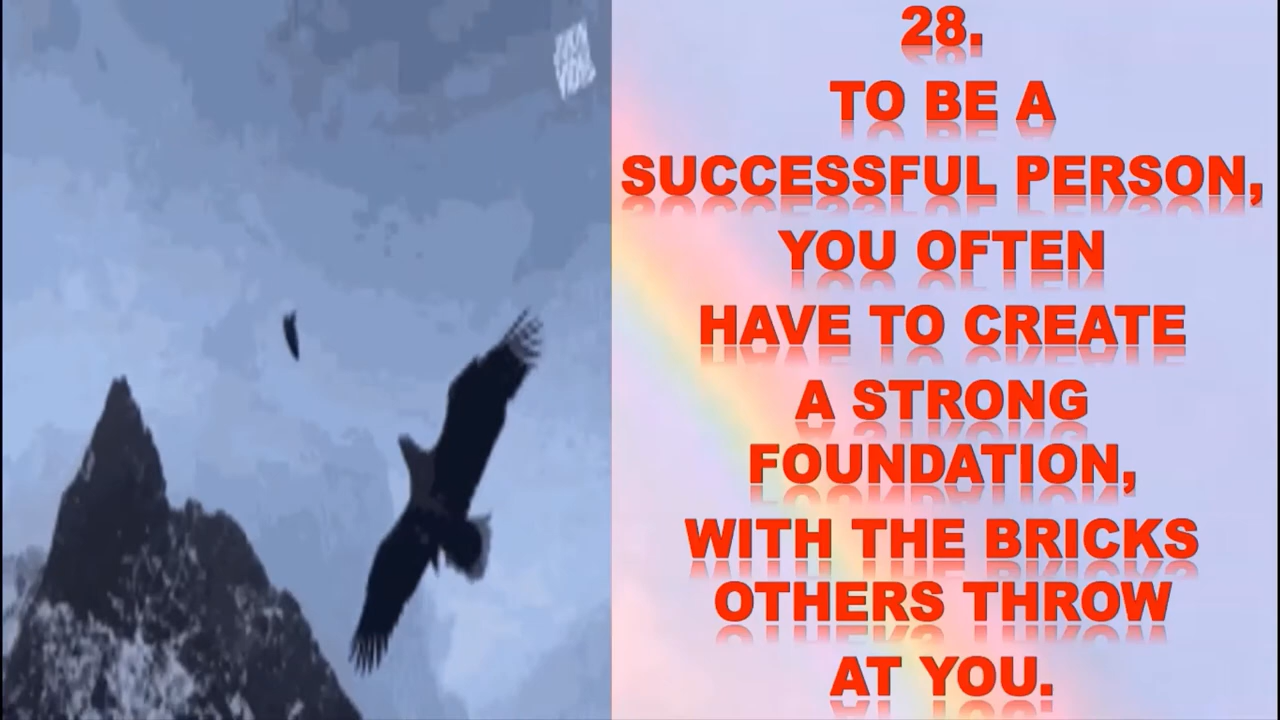 28.
TO BE A
SUCCESSFUL PERSON,
YOU OFTEN
HAVE TO CREATE
A STRONG
FOUNDATION,
WITH THE BRICKS
OTHERS THROW
AT YOU.